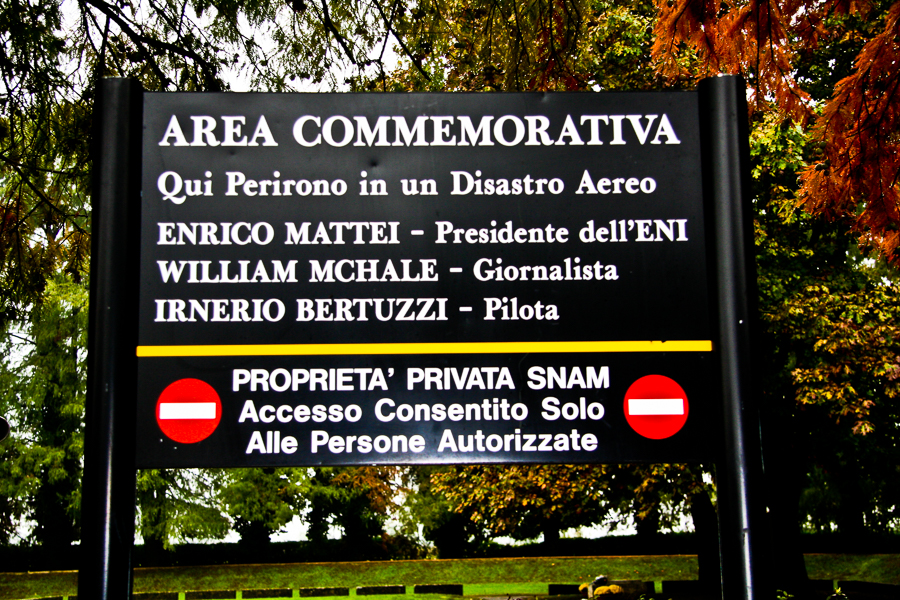 AREA COMMEMORATIVA
Qui Perirono in un Disastro Aereo
ENRICO MATTEI - Presidente dell'ENI
WILLIAM MCHALE - Giornalista
IRNERIO BERTUZZI - Pilota
PROPRIETA' PRIVATA SNAM
Accesso Consentito Solo
Alle Persone Autorizzate